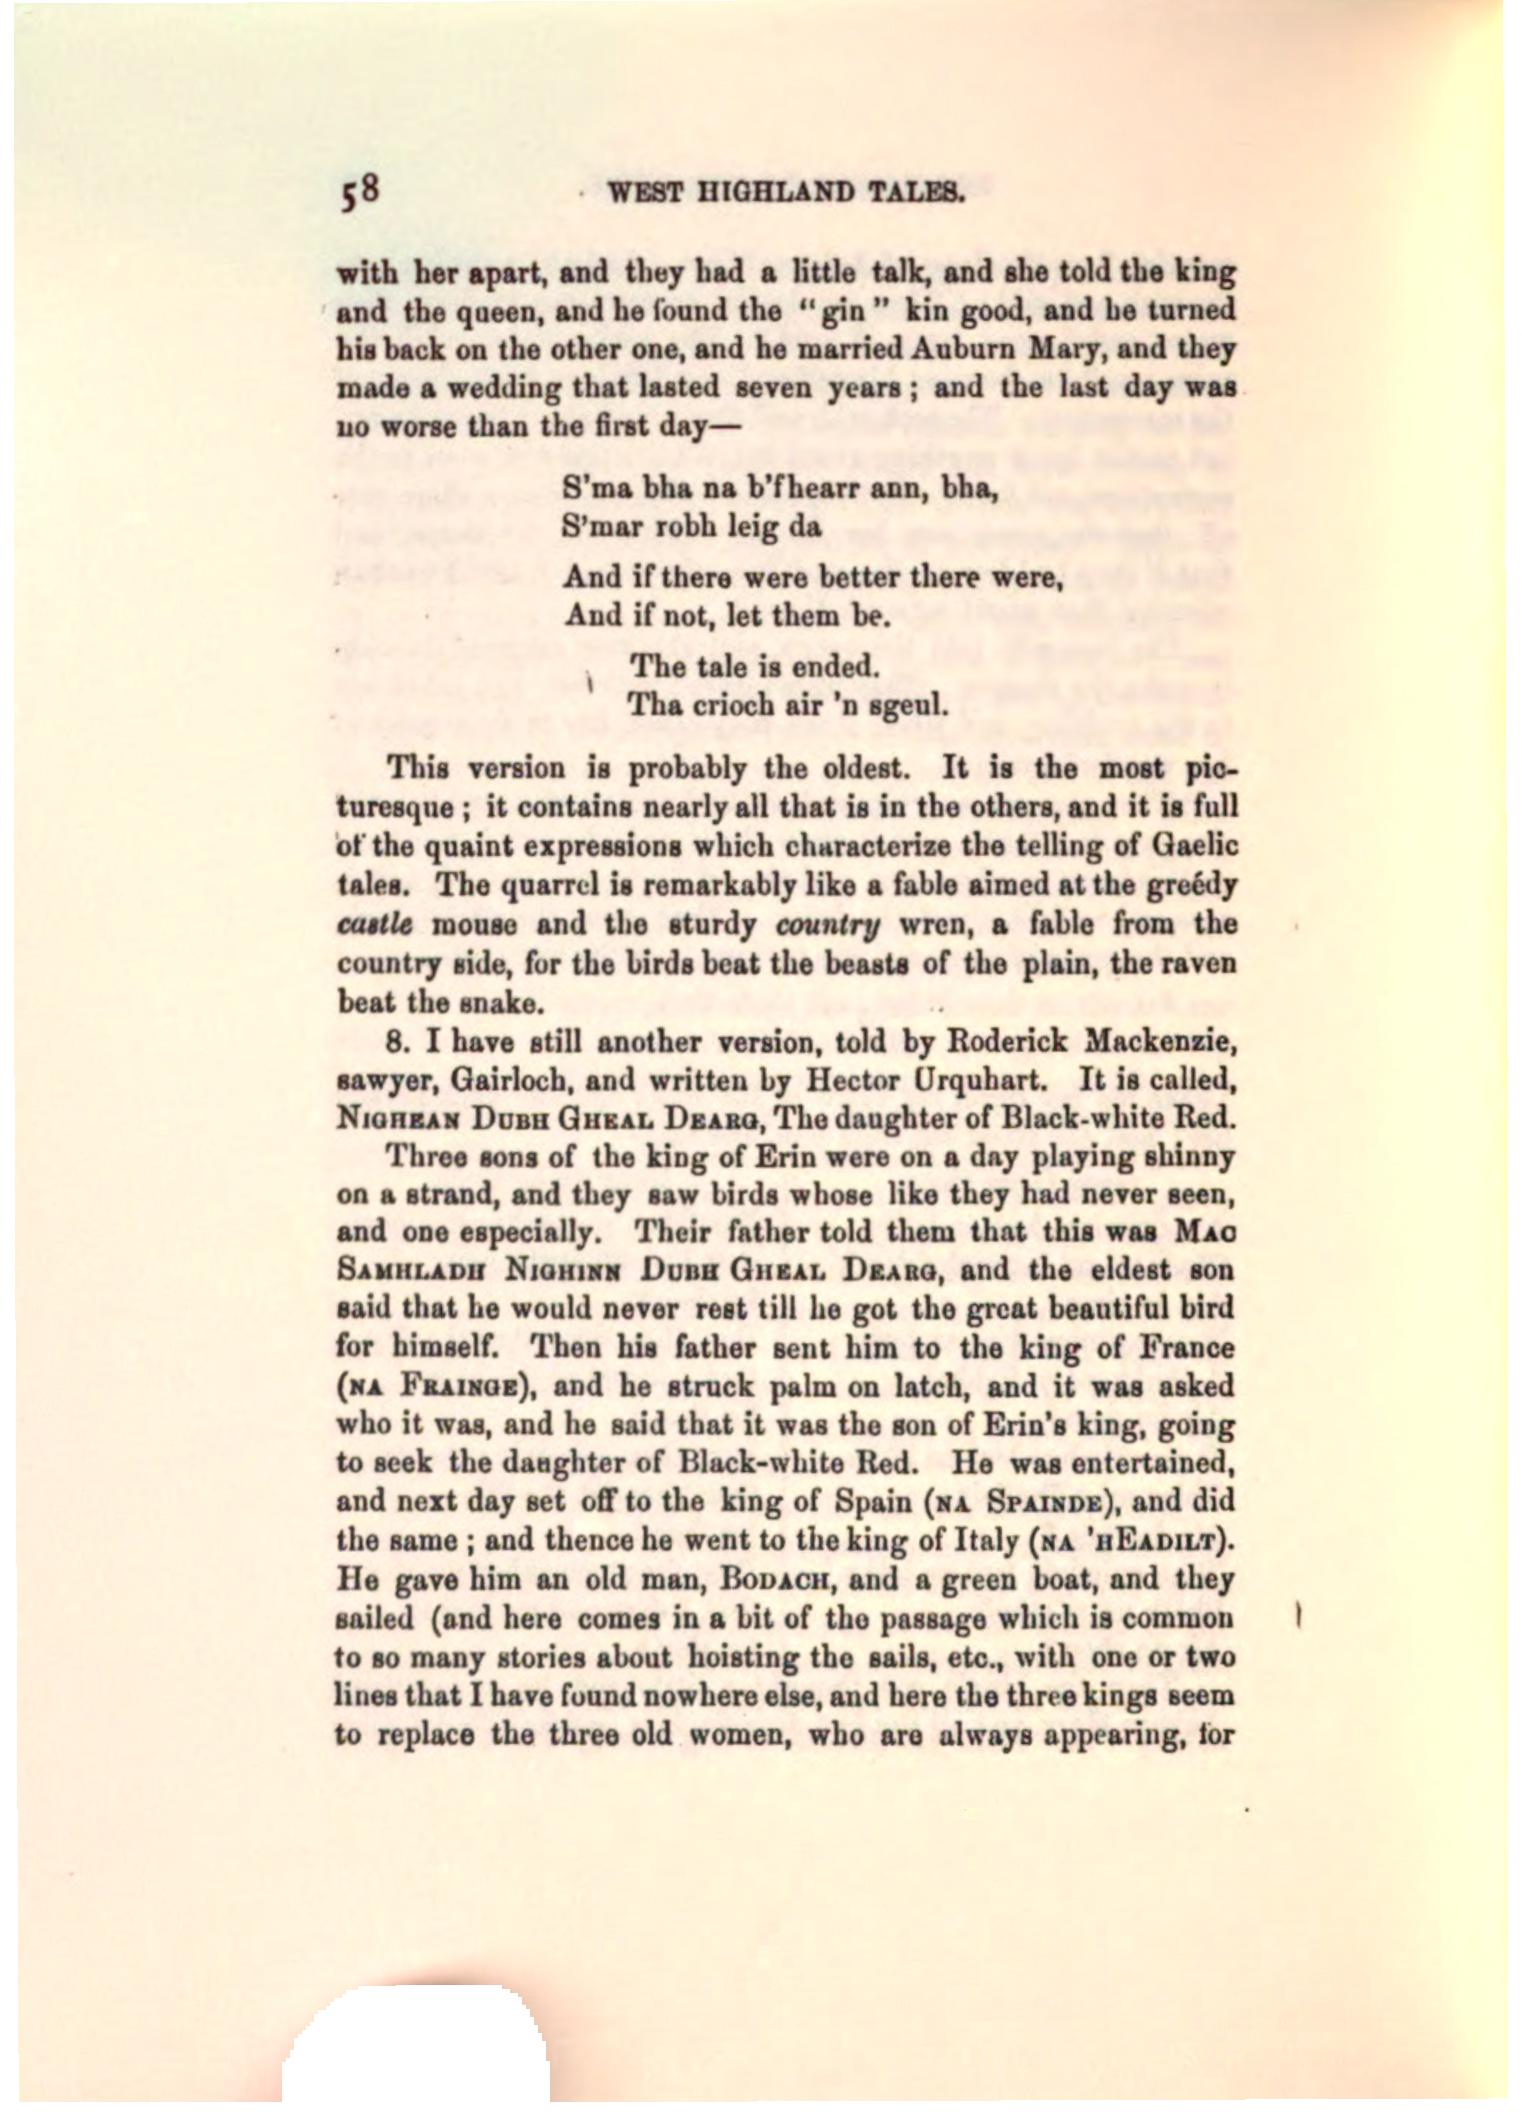 58 WEST HIGHLAND TALES.
with her apart, and they had a little talk, and she told the king
and the queen, and he found the “gin” kin good, and he turned
his back on the other one, and he married Auburn Mary, and they
made a wedding that lasted seven years; and the last day was
no worse than the first day—
S'ma bha na b'fhearr ann, bha,
S'mar robh leig da
And if there were better there were,
And if not, let them be.
The tale is ended.
Tha crioch air 'n sgeul.
This version is probably the oldest. It is the most pic-
turesque; it contains nearly all that is in the others, and it is full
of the quaint expressions which characterize the telling of Gaelic
tales. The quarrel is remarkably like a fable aimed at the greedy
castle mouse and the sturdy country wren, a fable from the
country side, for the birds beat the beasts of the plain, the raven
beat the snake.
8. I have still another version, told by Roderick Mackenzie,
sawyer, Gairloch, and written by Hector Urquhart. It is called,
NIGHEAN DUBH GHEAL DEARG, The daughter of Black-white Red.
Three sons of the king of Erin were on a day playing shinny
on a strand, and they saw birds whose like they had never seen,
and one especially. Their father told them that this was MAC
SAMHLADH NIGHINN DUBH GHEAL DEARG, and the eldest son
said that he would never rest till he got the great beautiful bird
for himself. Then his father sent him to the king of France
(NA FRAINGE), and he struck palm on latch, and it was asked
who it was, and he said that it was the son of Erin's king, going
to seek the daughter of Black-white Red. He was entertained,
and next day set off to the king of Spain (NA SPAINDE), and did
the same; and thence he went to the king of Italy (NA 'HEADILT).
He gave him an old man, BODACH, and a green boat, and they
sailed (and here comes in a bit of the passage which is common
to so many stories about hoisting the sails, etc., with one or two
lines that I have found nowhere else, and here the three kings seem
to replace the three old women, who are always appearing, for